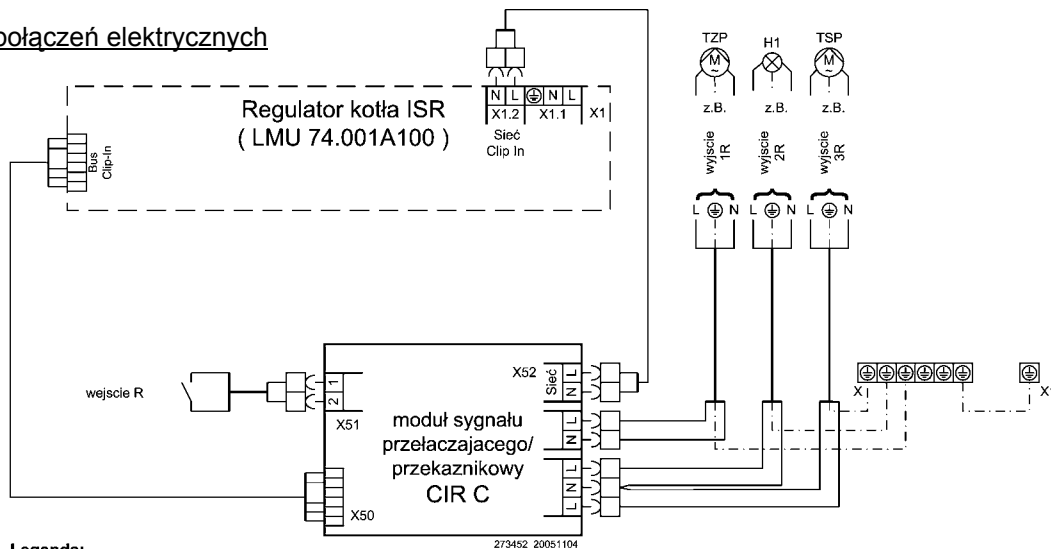 połączeń elektrycznych
TZP H1 TSP
M~ M~
z.B. z.B. z.B.
wyjscie 1R
wyjscie 2R
wyjscie 3R
L N L N L N
Regulator kotła ISR
( LMU 74.001A100 )
N L N L
X1.2 X1.1 X1
Sieć
Clip In
Bus
Clip-In
wejscie R
1
2
X51
X50
X52
Sieć
L
N
L
N
L
N
L
moduł sygnału
przełaczajacego/
przekaznikowy
CIR C
X
X
273452 20051104
Legenda: